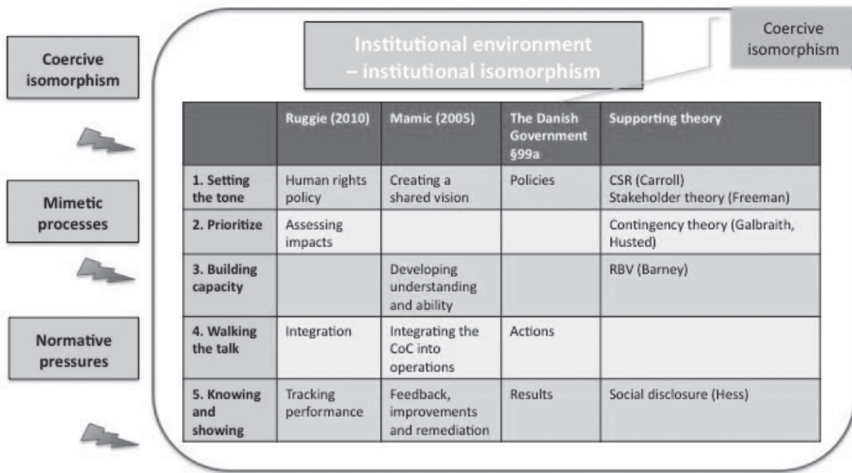 Coercive
isomorphism
Mimetic
processes
Normative
pressures
Institutional environment
– institutional isomorphism
Coercive
isomorphism
Ruggie (2010)
Mamic (2005)
The Danish
Government
§99a
Supporting theory
1. Setting
the tone
Human rights
policy
Creating a
shared vision
Policies
CSR (Carroll)
Stakeholder theory (Freeman)
2. Prioritize
Assessing
impacts
Contingency theory (Galbraith,
Husted)
3. Building
capacity
Developing
understanding
and ability
RBV (Barney)
4. Walking
the talk
Integration
Integrating the
CoC into
operations
Actions
5. Knowing
and
showing
Tracking
performance
Feedback,
improvements
and remediation
Results
Social disclosure (Hess)